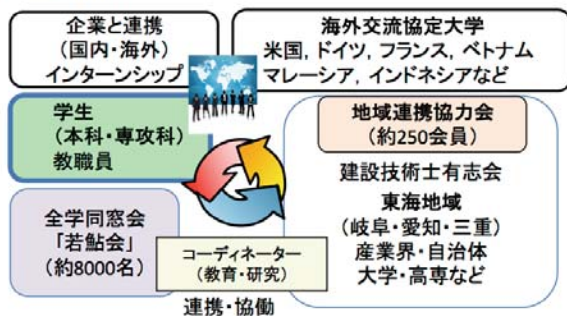 企業と連携
（国内・海外）
インターンシップ
海外交流協定大学
米国, ドイツ, フランス, ベトナム
マレーシア, インドネシアなど
学生
（本科・専攻科）
教職員
地域連携協力会
（約250会員）
建設技術士有志会
東海地域
（岐阜・愛知・三重）
産業界・自治体
大学・高専など
全学同窓会
「若鮎会」
（約8000名）
コーディネーター
（教育・研究）
連携・協働